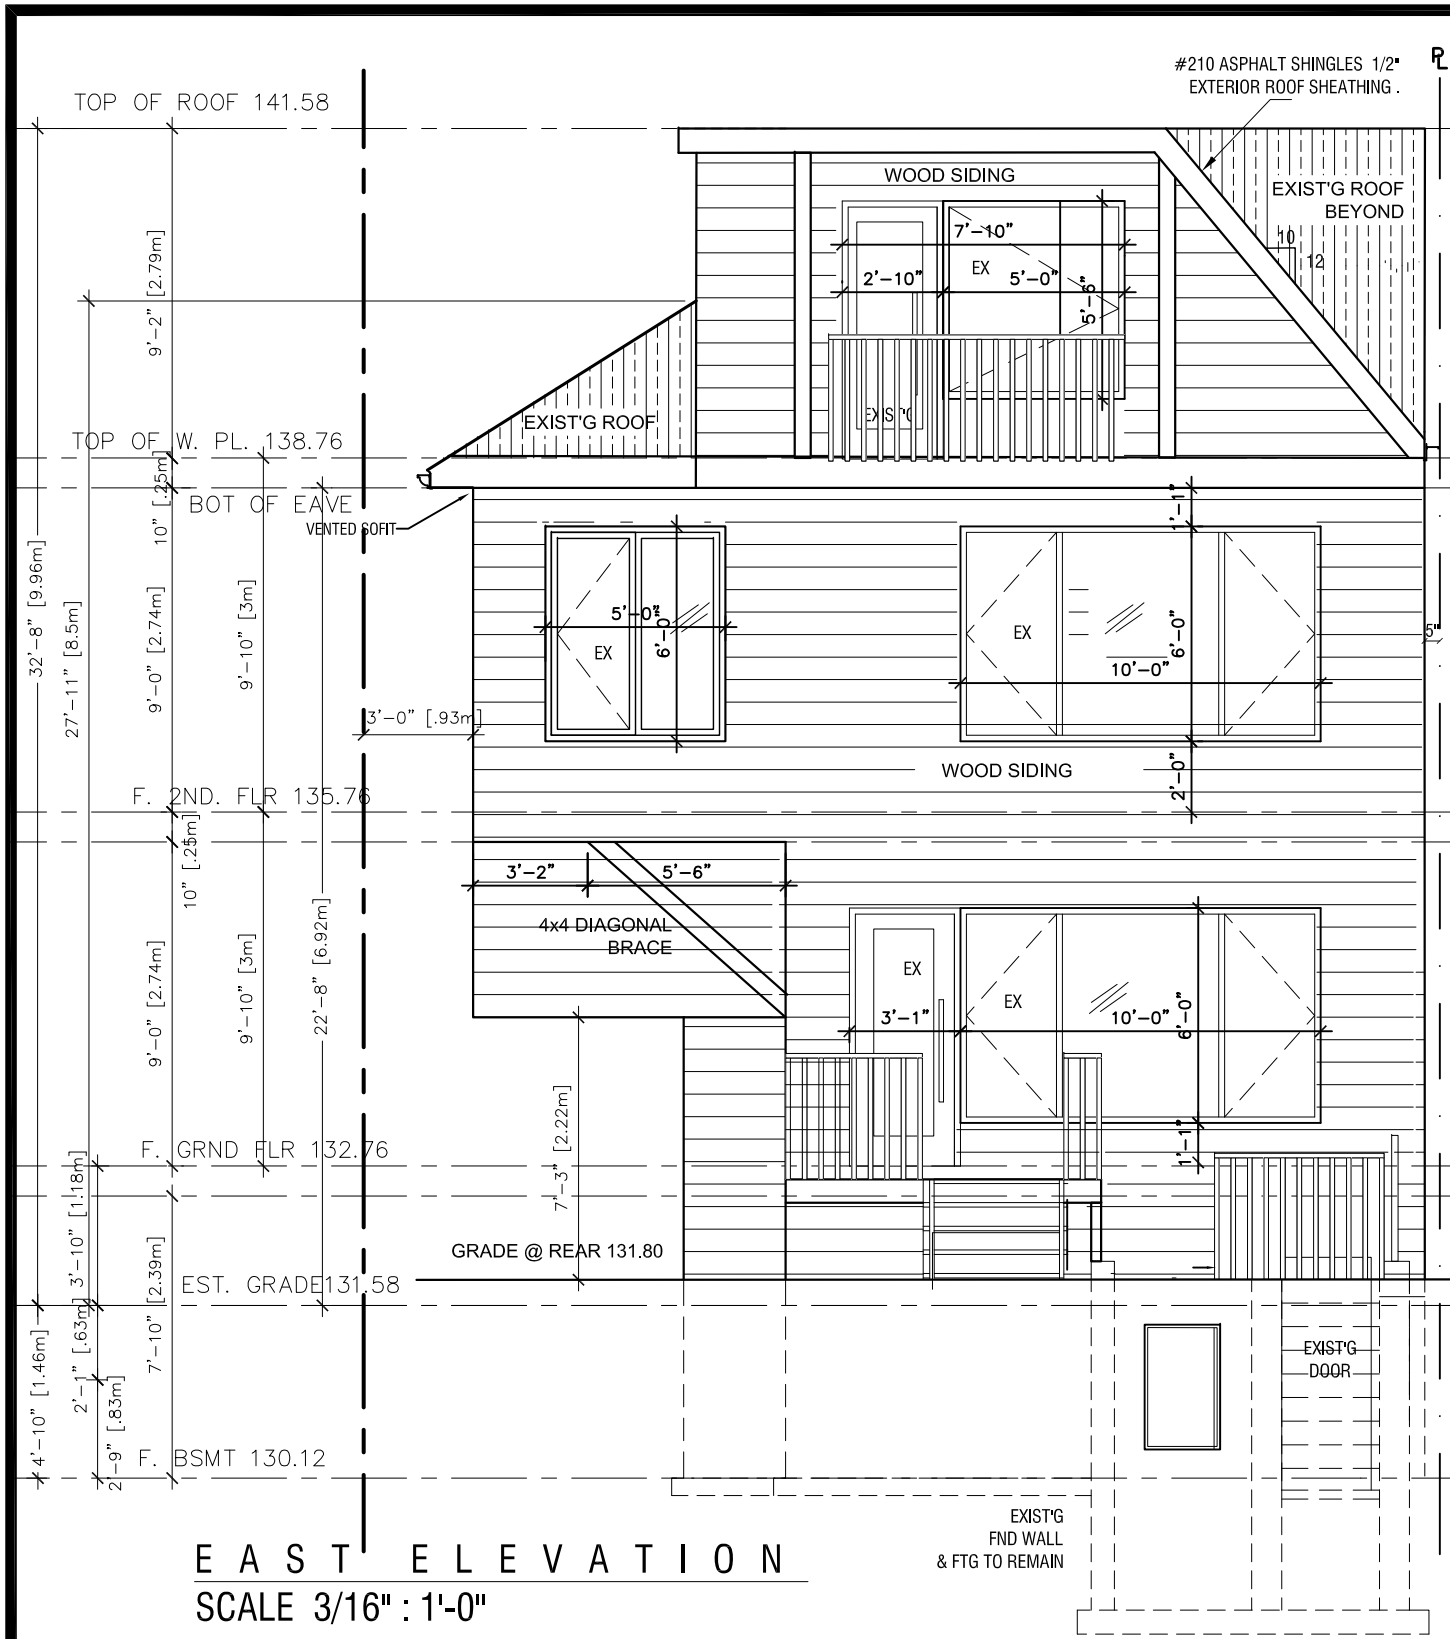 #210 ASPHALT SHINGLES 1/2"
EXTERIOR ROOF SHEATHING .
PL
TOP OF ROOF 141.58
WOOD SIDING
EXIST'G ROOF
BEYOND
10
12
7'-10"
2'-10"
EX
5'-0"
5'-6"
EXIST'G
9'-2" [2.79m]
EXIST'G ROOF
TOP OF W. PL. 138.76
10" [.25m]
BOT OF EAVE
VENTED SOFIT
1'-1"
32'-8" [9.96m]
27'-11" [8.5m]
9'-0" [2.74m]
9'-10" [3m]
5'-0"
6'-0"
EX
EX
6'-0"
10'-0"
5"
3'-0" [.93m]
WOOD SIDING
2'-0"
F. 2ND. FLR 135.76
10" [.25m]
3'-2"
5'-6"
4x4 DIAGONAL
BRACE
9'-0" [2.74m]
9'-10" [3m]
22'-8" [6.92m]
EX
EX
3'-1"
10'-0"
6'-0"
7'-3" [2.22m]
1'-1"
F. GRND FLR 132.76
3'-10" [1.18m]
GRADE @ REAR 131.80
EST. GRADE131.58
7'-10" [2.39m]
2'-1" [.63m]
4'-10" [1.46m]
2'-9" [.83m]
EXIST'G
DOOR
F. BSMT 130.12
EXIST'G
FND WALL
& FTG TO REMAIN
EAST ELEVATION
SCALE 3/16" : 1'-0"